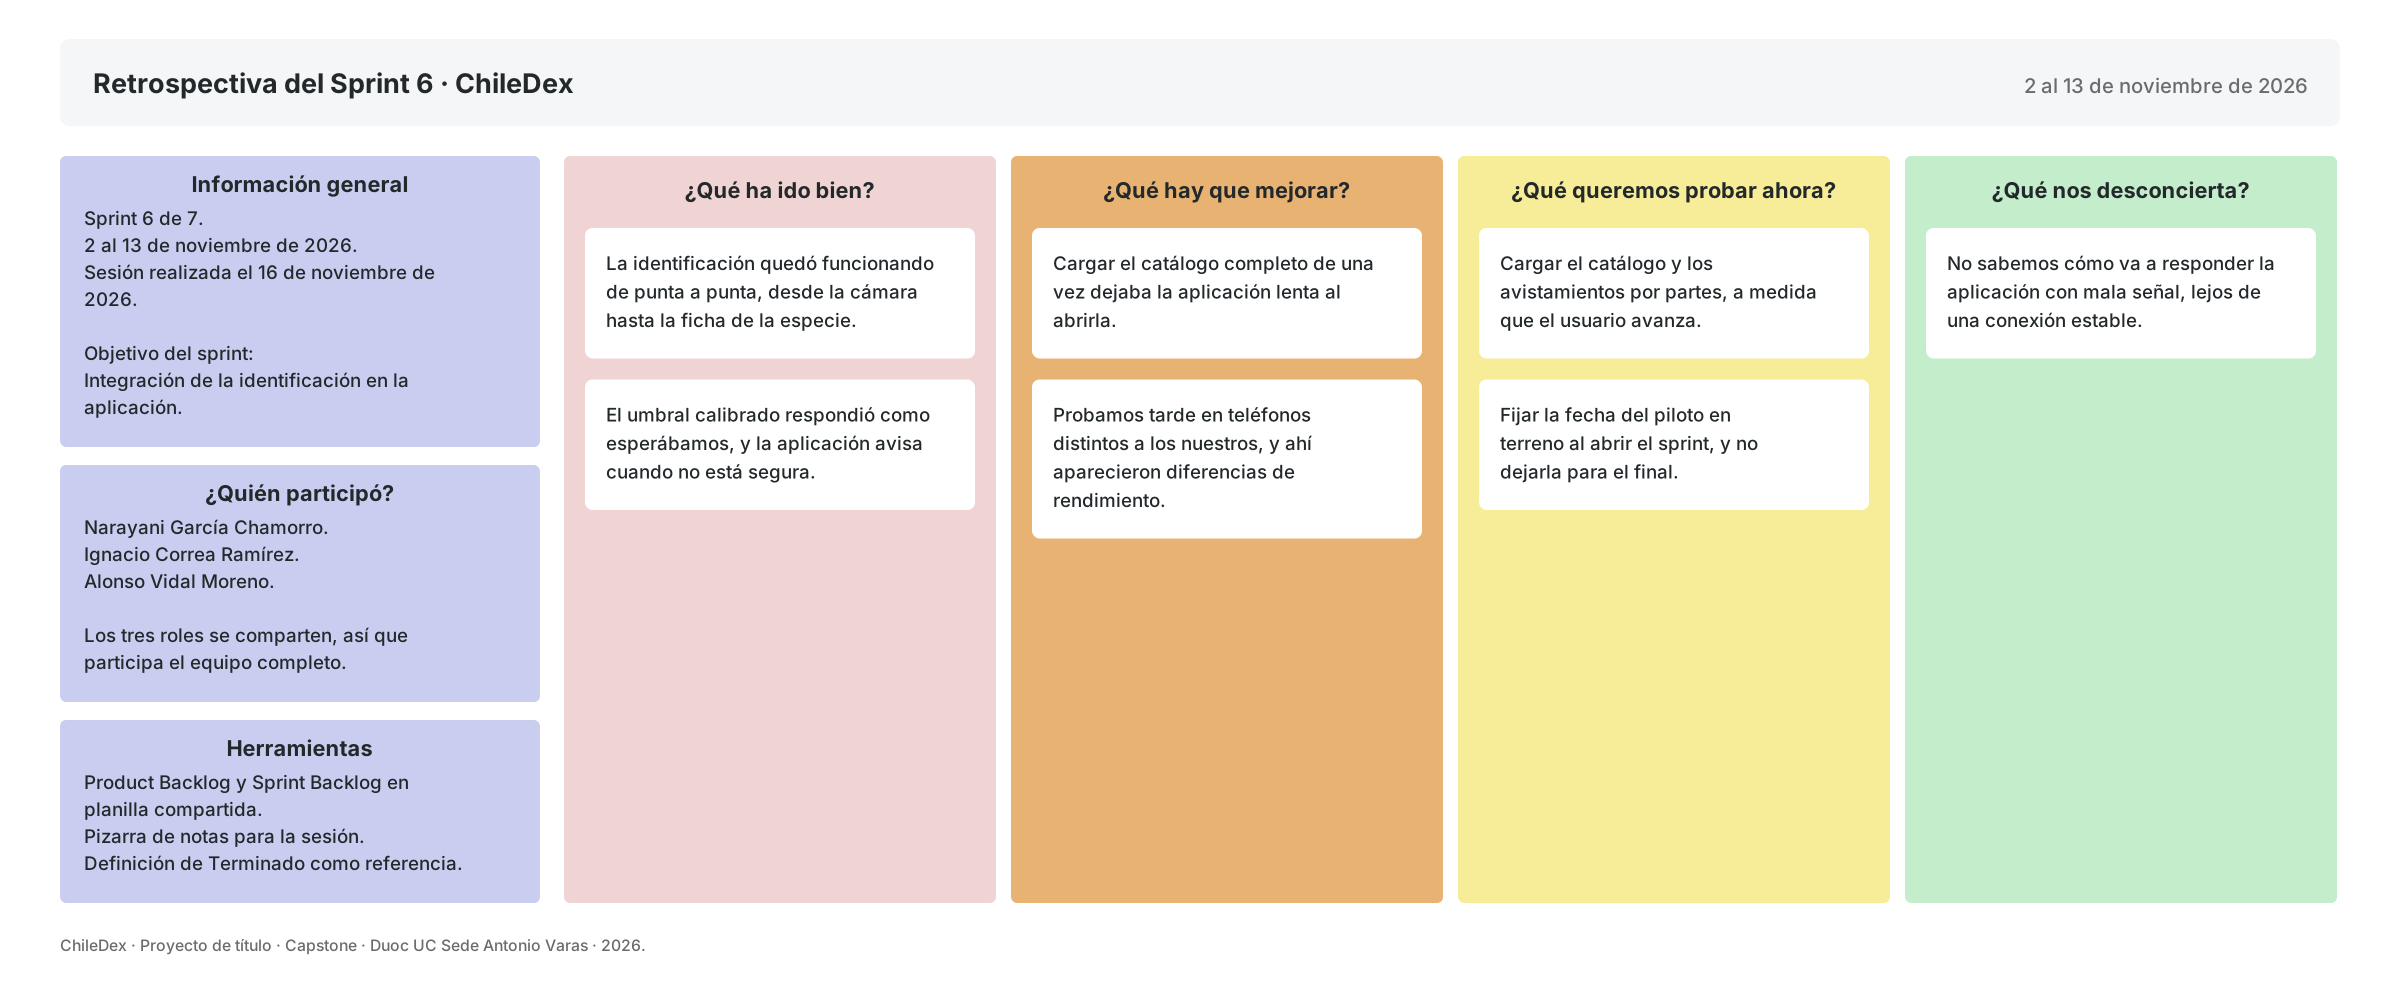 Retrospectiva del Sprint 6 · ChileDex
2 al 13 de noviembre de 2026
Información general
Sprint 6 de 7.
2 al 13 de noviembre de 2026.
Sesión realizada el 16 de noviembre de
2026.
Objetivo del sprint:
Integración de la identificación en la
aplicación.
¿Quién participó?
Narayani García Chamorro.
Ignacio Correa Ramírez.
Alonso Vidal Moreno.
Los tres roles se comparten, así que
participa el equipo completo.
Herramientas
Product Backlog y Sprint Backlog en
planilla compartida.
Pizarra de notas para la sesión.
Definición de Terminado como referencia.
¿Qué ha ido bien?
La identificación quedó funcionando
de punta a punta, desde la cámara
hasta la ficha de la especie.
El umbral calibrado respondió como
esperábamos, y la aplicación avisa
cuando no está segura.
¿Qué hay que mejorar?
Cargar el catálogo completo de una
vez dejaba la aplicación lenta al
abrirla.
Probamos tarde en teléfonos
distintos a los nuestros, y ahí
aparecieron diferencias de
rendimiento.
¿Qué queremos probar ahora?
Cargar el catálogo y los
avistamientos por partes, a medida
que el usuario avanza.
Fijar la fecha del piloto en
terreno al abrir el sprint, y no
dejarla para el final.
¿Qué nos desconcierta?
No sabemos cómo va a responder la
aplicación con mala señal, lejos de
una conexión estable.
ChileDex · Proyecto de título · Capstone · Duoc UC Sede Antonio Varas · 2026.